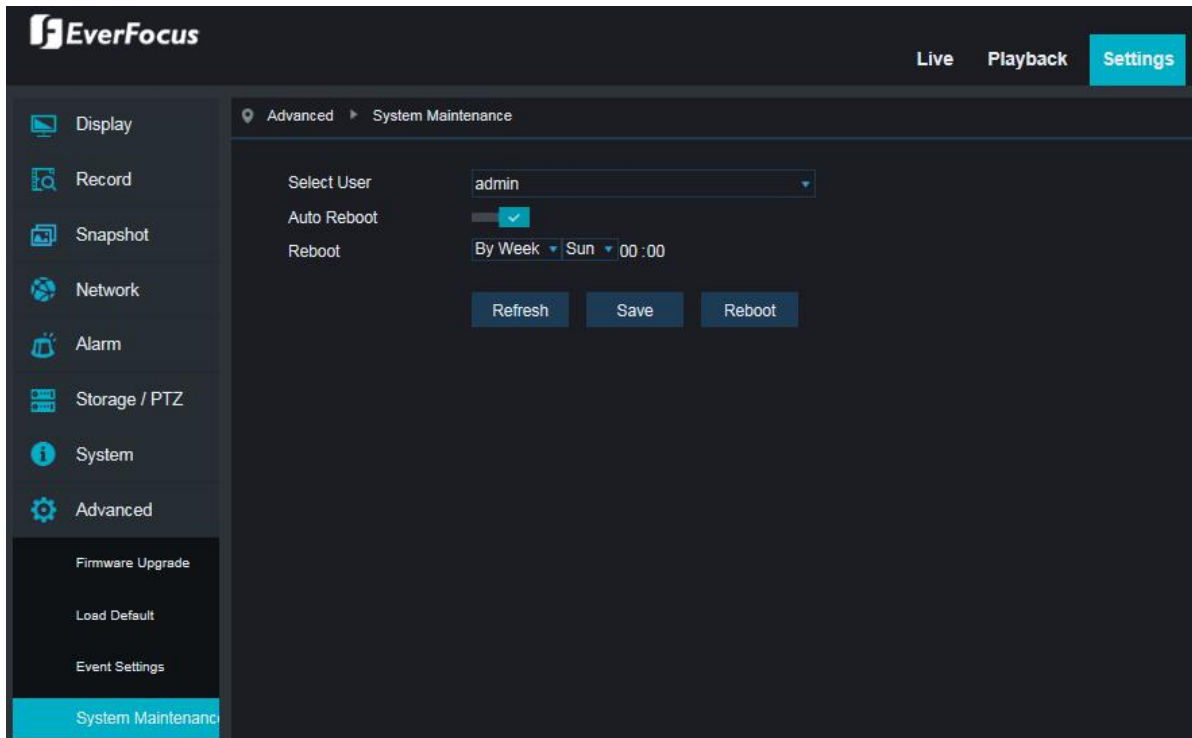 EverFocus
Live Playback Settings
Display
Record
Snapshot
Network
Alarm
Storage / PTZ
System
Advanced
Firmware Upgrade
Load Default
Event Settings
System Maintenanc
Advanced System Maintenance
Select User admin
Auto Reboot
Reboot By Week Sun 00 :00
Refresh Save Reboot